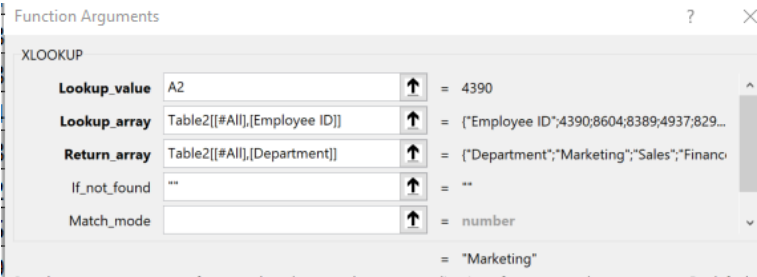 Function Arguments ?
XLOOKUP
Lookup_value A2 = 4390
Lookup_array Table2[[#All],[Employee ID]] = {"Employee ID";4390;8604;8389;4937;829...
Return_array Table2[[#All],[Department]] = {"Department";"Marketing";"Sales";"Financ
If_not_found "" = ""
Match_mode = number
= "Marketing"